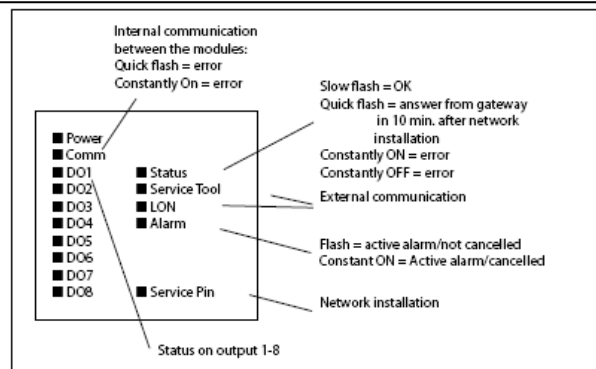 Internal communication
between the modules:
Quick flash = error
Constantly On = error
Slow flash = OK
Quick flash = answer from gateway
in 10 min. after network
installation
Constantly ON = error
Constantly OFF = error
External communication
Flash = active alarm/not cancelled
Constant ON = Active alarm/cancelled
Network installation
Power
Comm
DO1
DO2
DO3
DO4
DO5
DO6
DO7
DO8
Status
Service Tool
LON
Alarm
Service Pin
Status on output 1-8